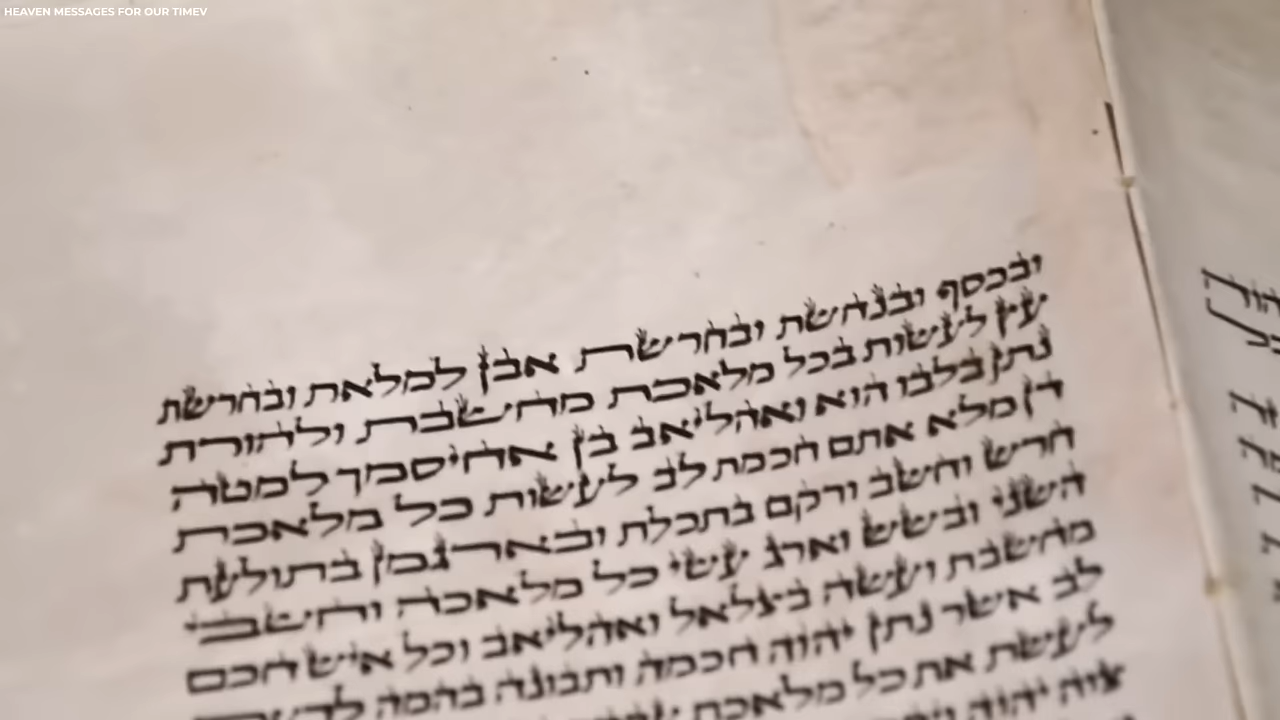 HEAVEN MESSAGES FOR OUR TIMEV
ובכסף ובנחשת ובחרשת אבן למלאת ובחרשת
עץ לעשות בכל מלאכת מחשבת ולהורת
נתן בלבו הוא ואהליאב בן אחיסמך למטה
דן מלא אתם חכמת לב לעשות כל מלאכת
חרש וחשב ורקם בתכלת ובארגמן בתולעת
השני ובשש וארג עשי כל מלאכה וחשבי
מחשבת ועשה בצלאל ואהליאב וכל איש חכם
לב אשר נתן יהוה חכמה ותבונה בהמה
לעשת את כל מלאכת
צוה יהוה